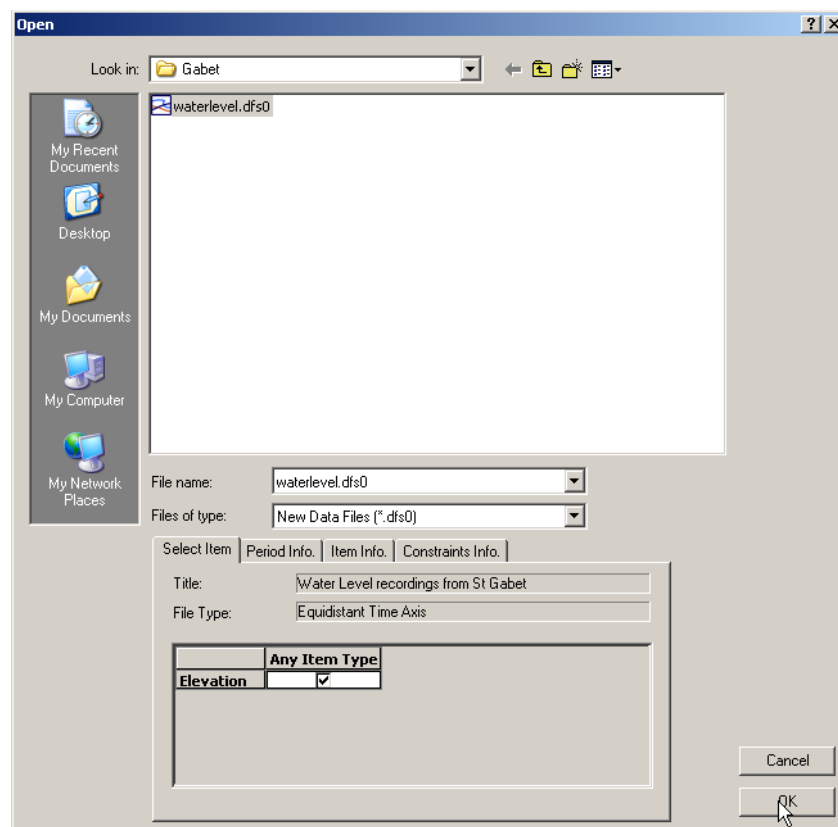 Open
Look in: Gabet
waterlevel.dfs0
My Recent
Documents
Desktop
My Documents
My Computer
My Network
Places
File name: waterlevel.dfs0
Files of type: New Data Files (*.dfs0)
Select Item Period Info. Item Info. Constraints Info.
Title: Water Level recordings from St Gabet
File Type: Equidistant Time Axis
Any Item Type
Elevation
Cancel
OK